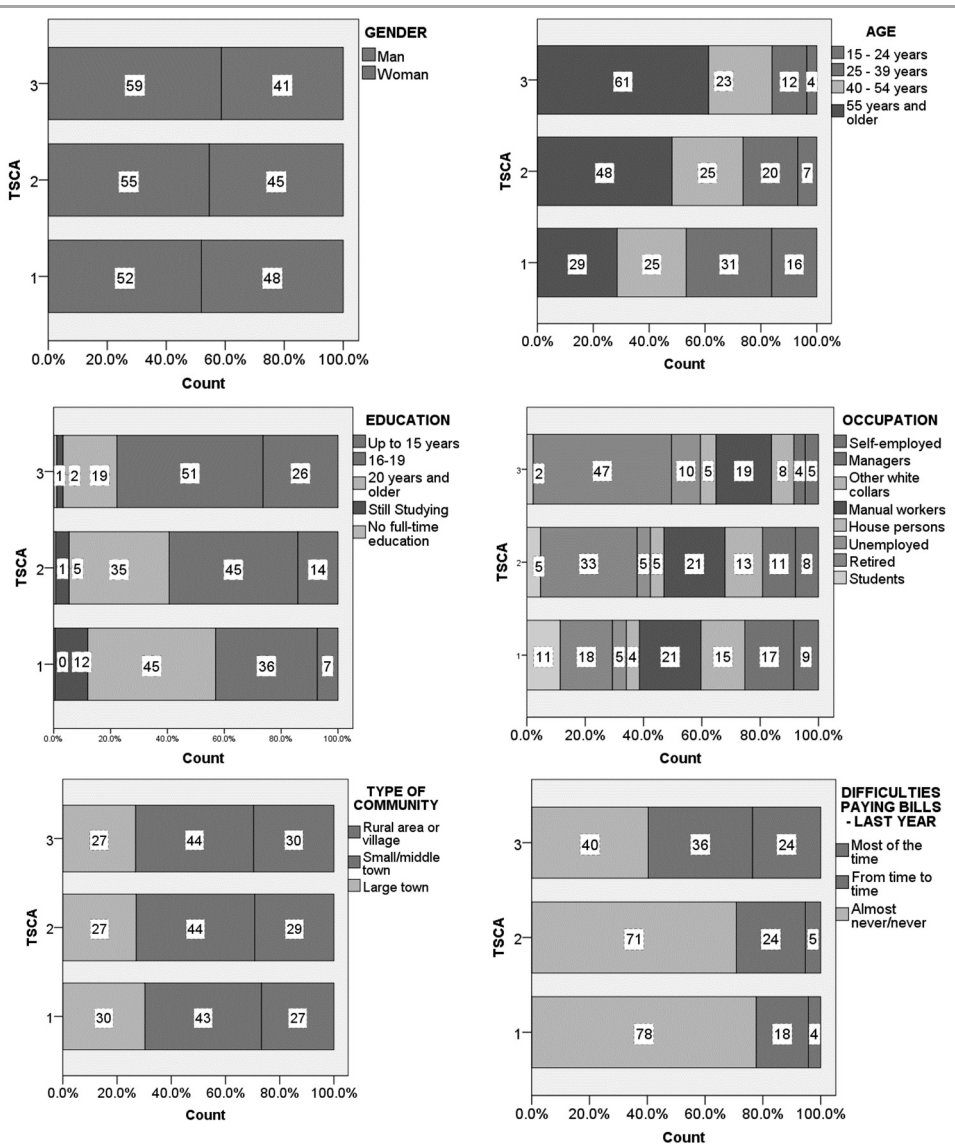 GENDER
Man
Woman
TSCA
3 59 41
2 55 45
1 52 48
0.0% 20.0% 40.0% 60.0% 80.0% 100.0%
Count
AGE
15 - 24 years
25 - 39 years
40 - 54 years
55 years and
older
TSCA
3 61 23 12 4
2 48 25 20 7
1 29 25 31 16
0.0% 20.0% 40.0% 60.0% 80.0% 100.0%
Count
EDUCATION
Up to 15 years
16-19
20 years and
older
Still Studying
No full-time
education
TSCA
3 1 2 19 51 26
2 1 5 35 45 14
1 0 12 45 36 7
0.0% 20.0% 40.0% 60.0% 80.0% 100.0%
Count
OCCUPATION
Self-employed
Managers
Other white
collars
Manual workers
House persons
Unemployed
Retired
Students
TSCA
3 2 47 10 5 19 8 4 5
2 5 33 5 5 21 13 11 8
1 11 18 5 4 21 15 17 9
0.0% 20.0% 40.0% 60.0% 80.0% 100.0%
Count
TYPE OF
COMMUNITY
Rural area or
village
Small/middle
town
Large town
TSCA
3 27 44 30
2 27 44 29
1 30 43 27
0.0% 20.0% 40.0% 60.0% 80.0% 100.0%
Count
DIFFICULTIES
PAYING BILLS
- LAST YEAR
Most of the
time
From time to
time
Almost
never/never
TSCA
3 40 36 24
2 71 24 5
1 78 18 4
0.0% 20.0% 40.0% 60.0% 80.0% 100.0%
Count